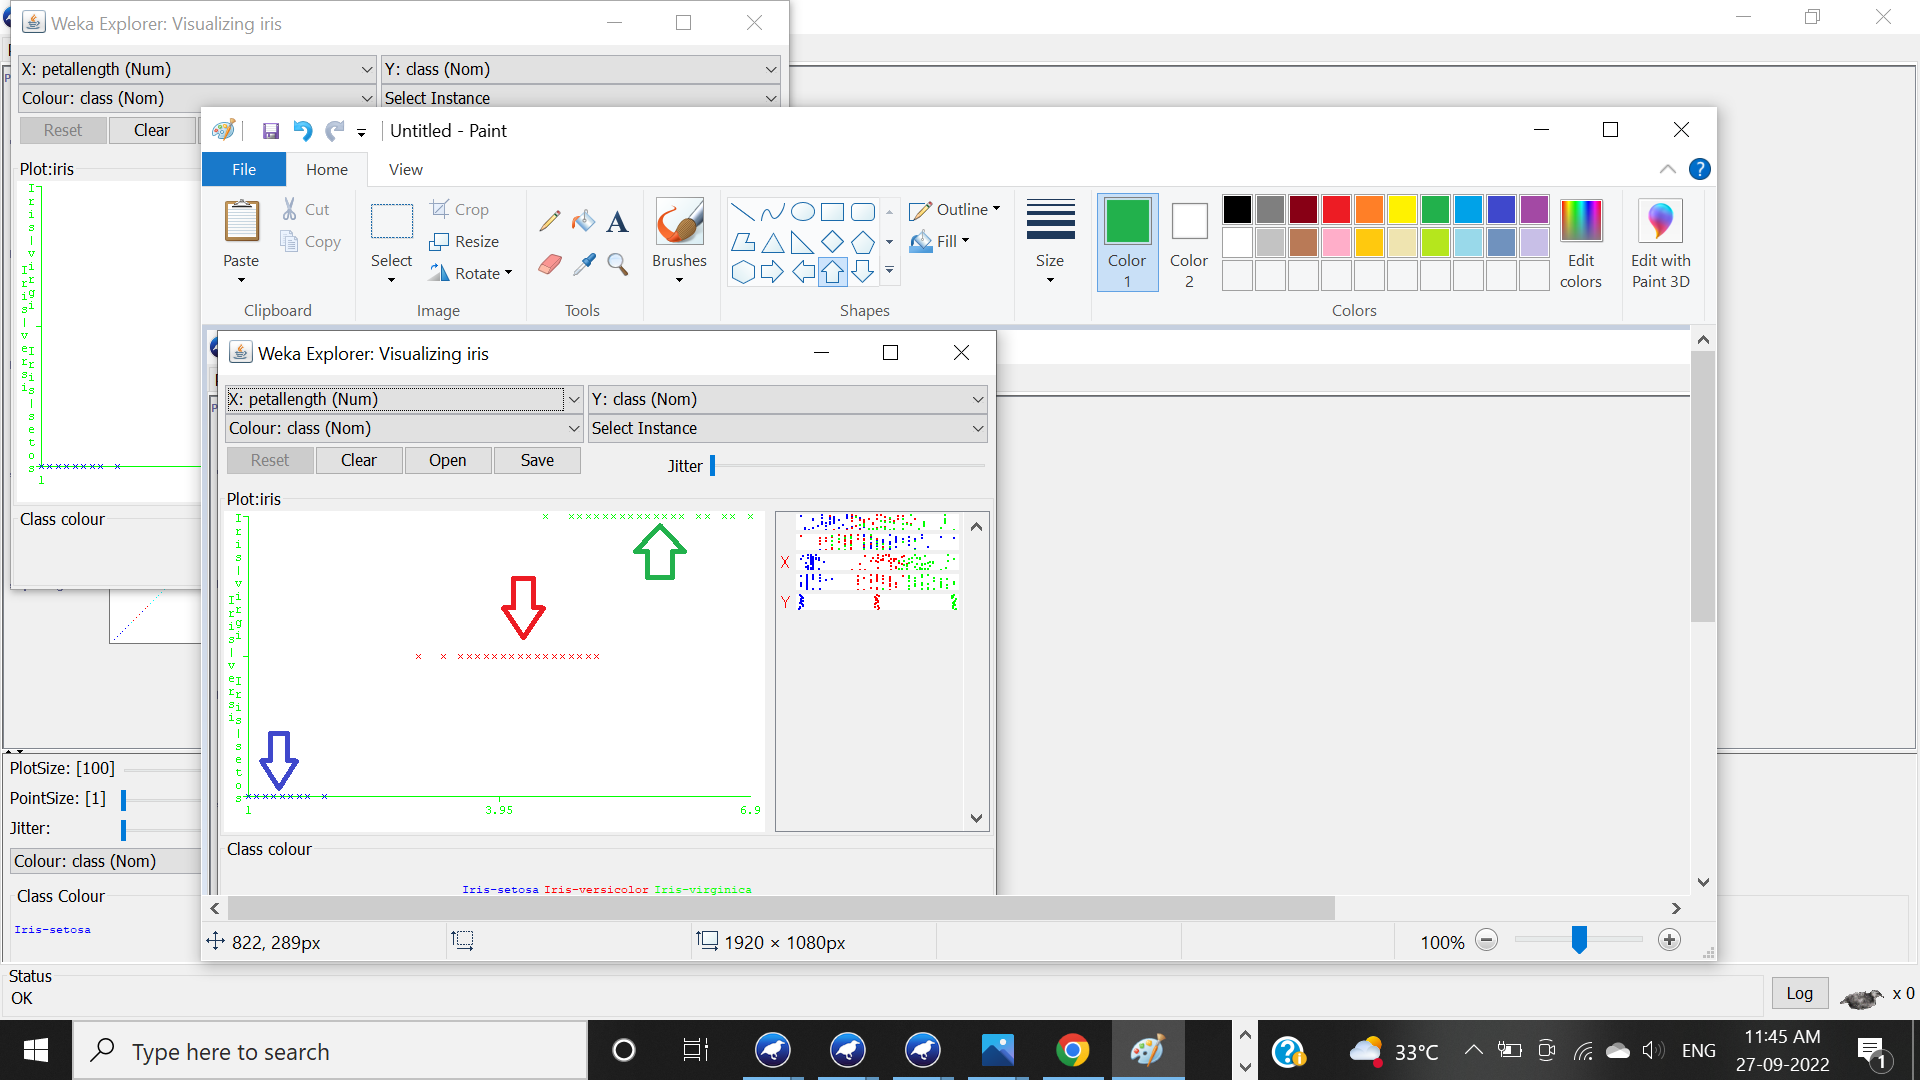 Weka Explorer: Visualizing iris
X: petallength (Num)
Y: class (Nom)
Colour: class (Nom)
Select Instance
Reset
Clear
Plot:iris
1
Class colour
PlotSize: [100]
PointSize: [1]
Jitter:
Colour: class (Nom)
Class Colour
Iris-setosa
Status
OK
Log
x 0
Untitled - Paint
File
Home
View
Paste
Cut
Copy
Clipboard
Select
Crop
Resize
Rotate
Image
Tools
Brushes
Outline
Fill
Shapes
Size
Color 1
Color 2
Edit colors
Colors
Edit with Paint 3D
Weka Explorer: Visualizing iris
X: petallength (Num)
Y: class (Nom)
Colour: class (Nom)
Select Instance
Reset
Clear
Open
Save
Jitter
Plot:iris
X
Y
1
3.95
6.9
Class colour
Iris-setosa Iris-versicolor Iris-virginica
822, 289px
1920 × 1080px
100%
Type here to search
33°C
ENG
11:45 AM
27-09-2022
1